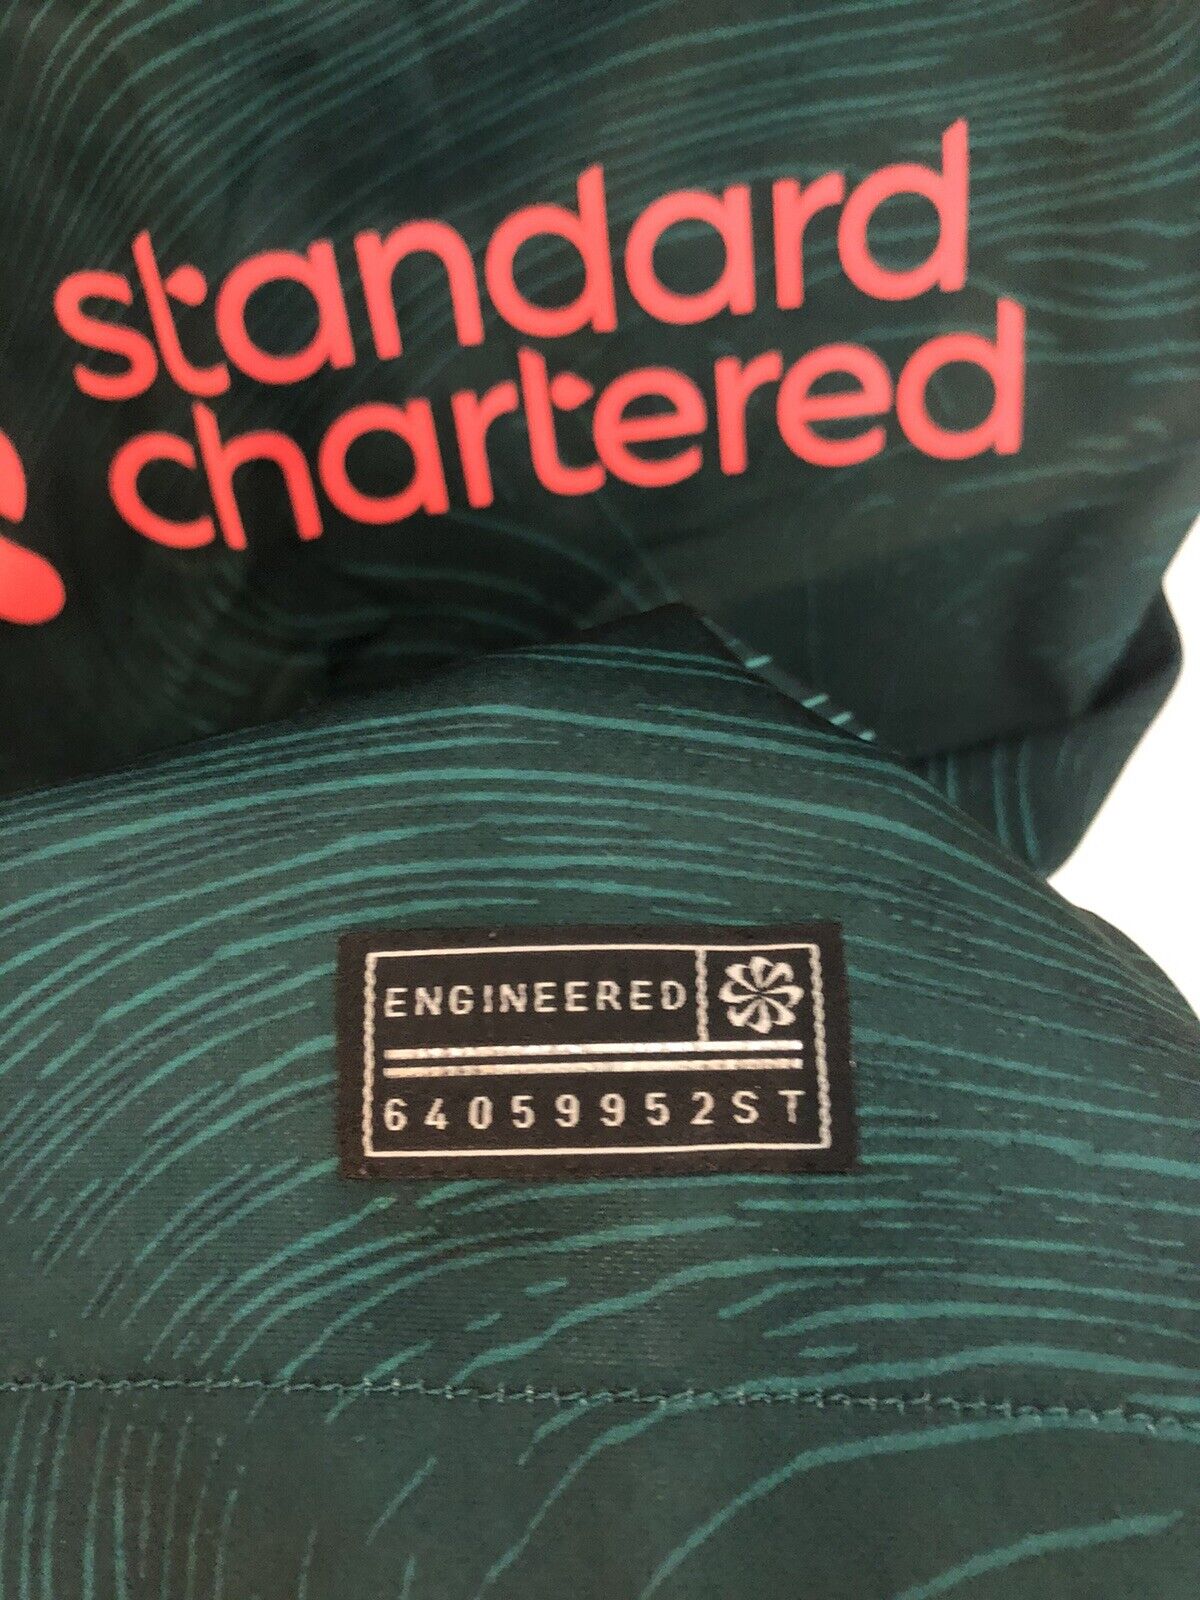 standard
chartered
ENGINEERED
64059952ST